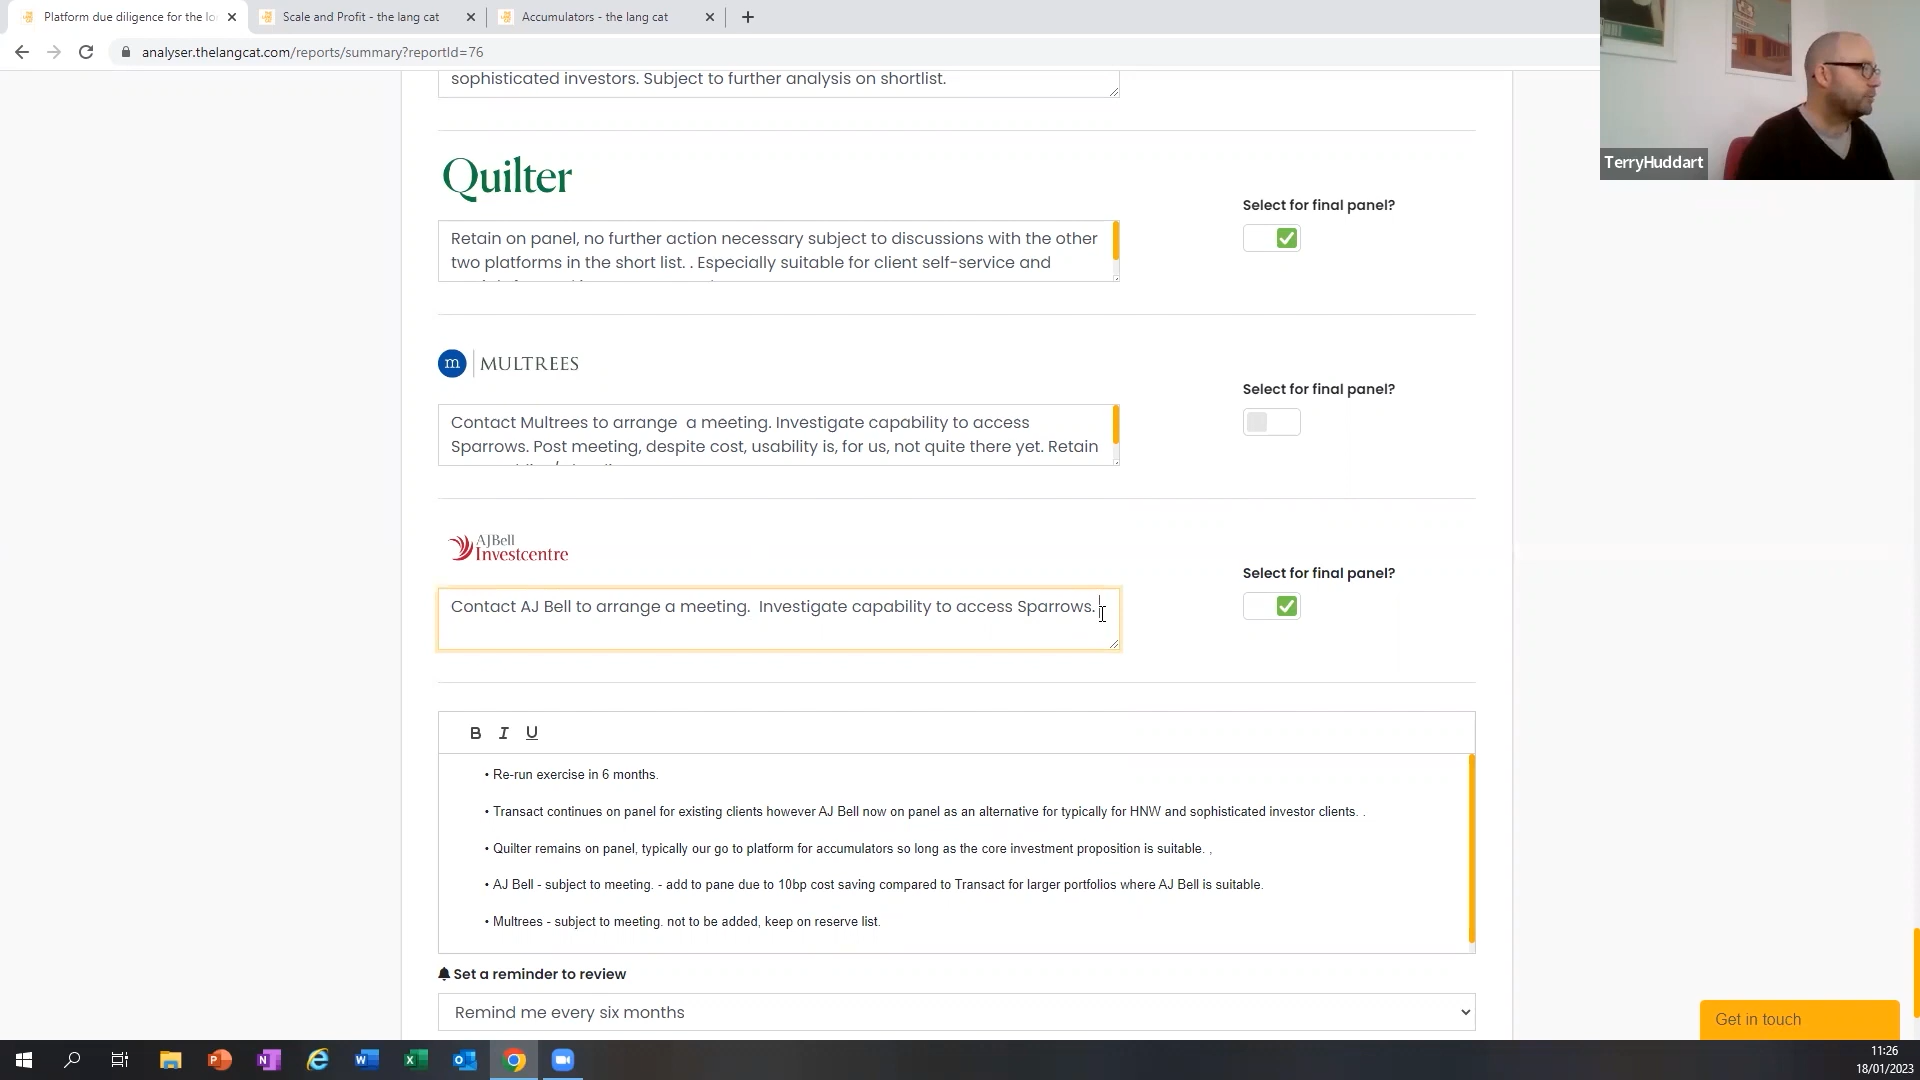 Platform due diligence for the lo
Scale and Profit - the lang cat
Accumulators - the lang cat
analyser.thelangcat.com/reports/summary?reportId=76
TerryHuddart
sophisticated investors. Subject to further analysis on shortlist.
Quilter
Select for final panel?
Retain on panel, no further action necessary subject to discussions with the other
two platforms in the short list. . Especially suitable for client self-service and
m MULTREES
Select for final panel?
Contact Multrees to arrange  a meeting. Investigate capability to access
Sparrows. Post meeting, despite cost, usability is, for us, not quite there yet. Retain
AJBell
Investcentre
Select for final panel?
Contact AJ Bell to arrange a meeting.  Investigate capability to access Sparrows.
B I U
• Re-run exercise in 6 months.
• Transact continues on panel for existing clients however AJ Bell now on panel as an alternative for typically for HNW and sophisticated investor clients. .
• Quilter remains on panel, typically our go to platform for accumulators so long as the core investment proposition is suitable. ,
• AJ Bell - subject to meeting. - add to pane due to 10bp cost saving compared to Transact for larger portfolios where AJ Bell is suitable.
• Multrees - subject to meeting. not to be added, keep on reserve list.
Set a reminder to review
Remind me every six months
Get in touch
11:26
18/01/2023